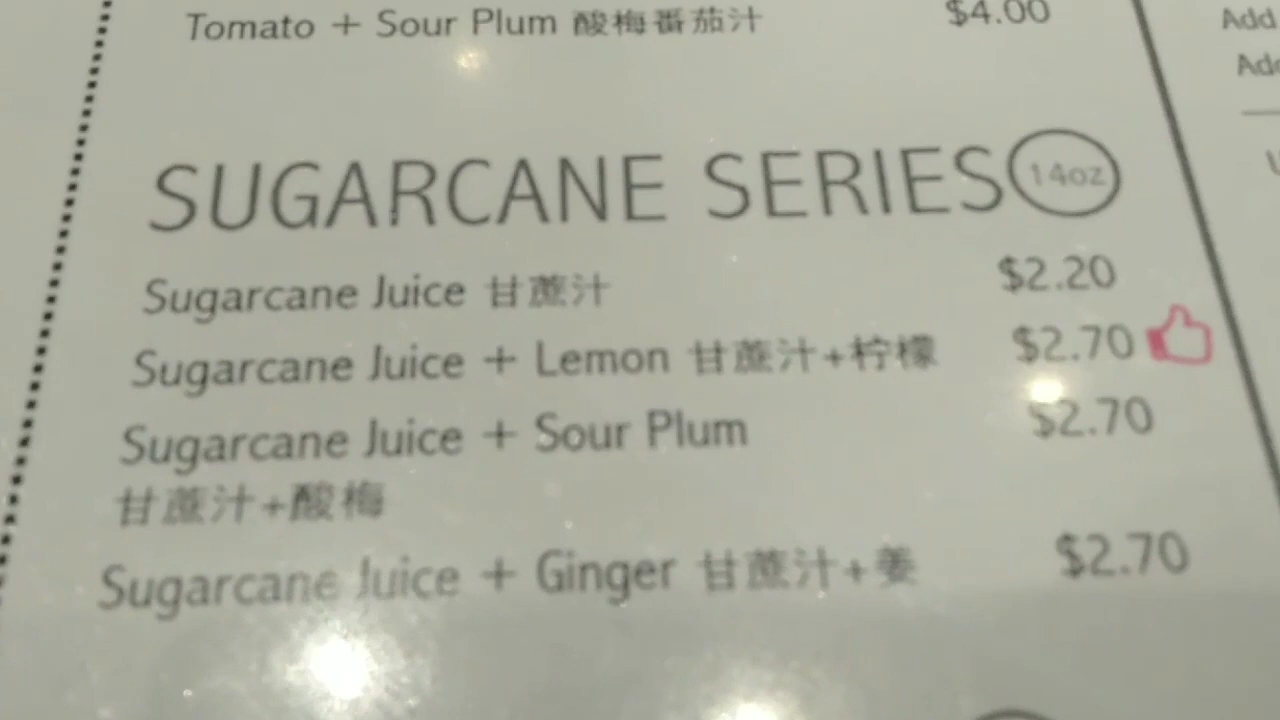 Tomato + Sour Plum 酸梅番茄汁 $4.00
Add
SUGARCANE SERIES 14oz
Sugarcane Juice 甘蔗汁 $2.20
Sugarcane Juice + Lemon 甘蔗汁+柠檬 $2.70
Sugarcane Juice + Sour Plum $2.70
甘蔗汁+酸梅
Sugarcane Juice + Ginger 甘蔗汁+姜 $2.70